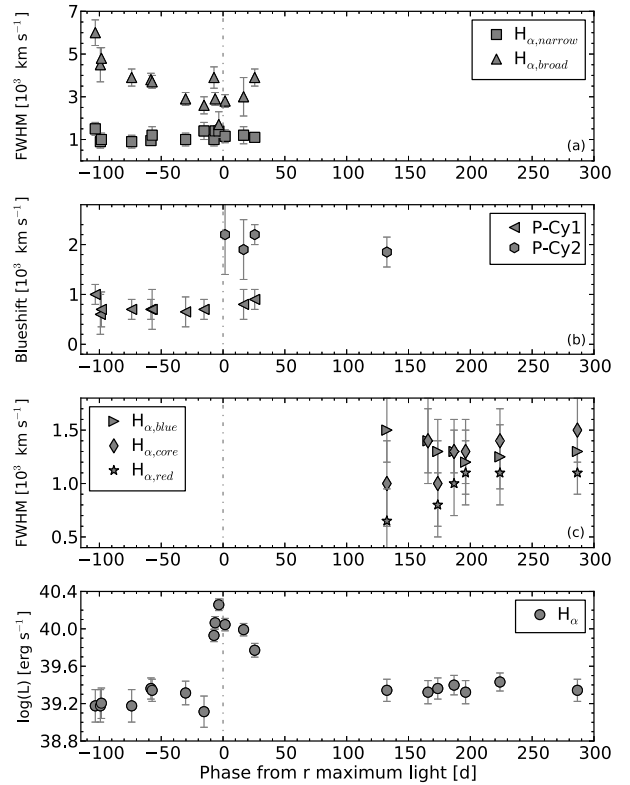 7
5
3
1
FWHM [10³ km s⁻¹]
Hα,narrow
Hα,broad
(a)
−100 −50 0 50 100 150 200 250 300
2
1
0
Blueshift [10³ km s⁻¹]
P-Cy1
P-Cy2
(b)
−100 −50 0 50 100 150 200 250 300
1.5
1.0
0.5
FWHM [10³ km s⁻¹]
Hα,blue
Hα,core
Hα,red
(c)
−100 −50 0 50 100 150 200 250 300
40.4
40.0
39.6
39.2
38.8
log(L) [erg s⁻¹]
Hα
−100 −50 0 50 100 150 200 250 300
Phase from r maximum light [d]